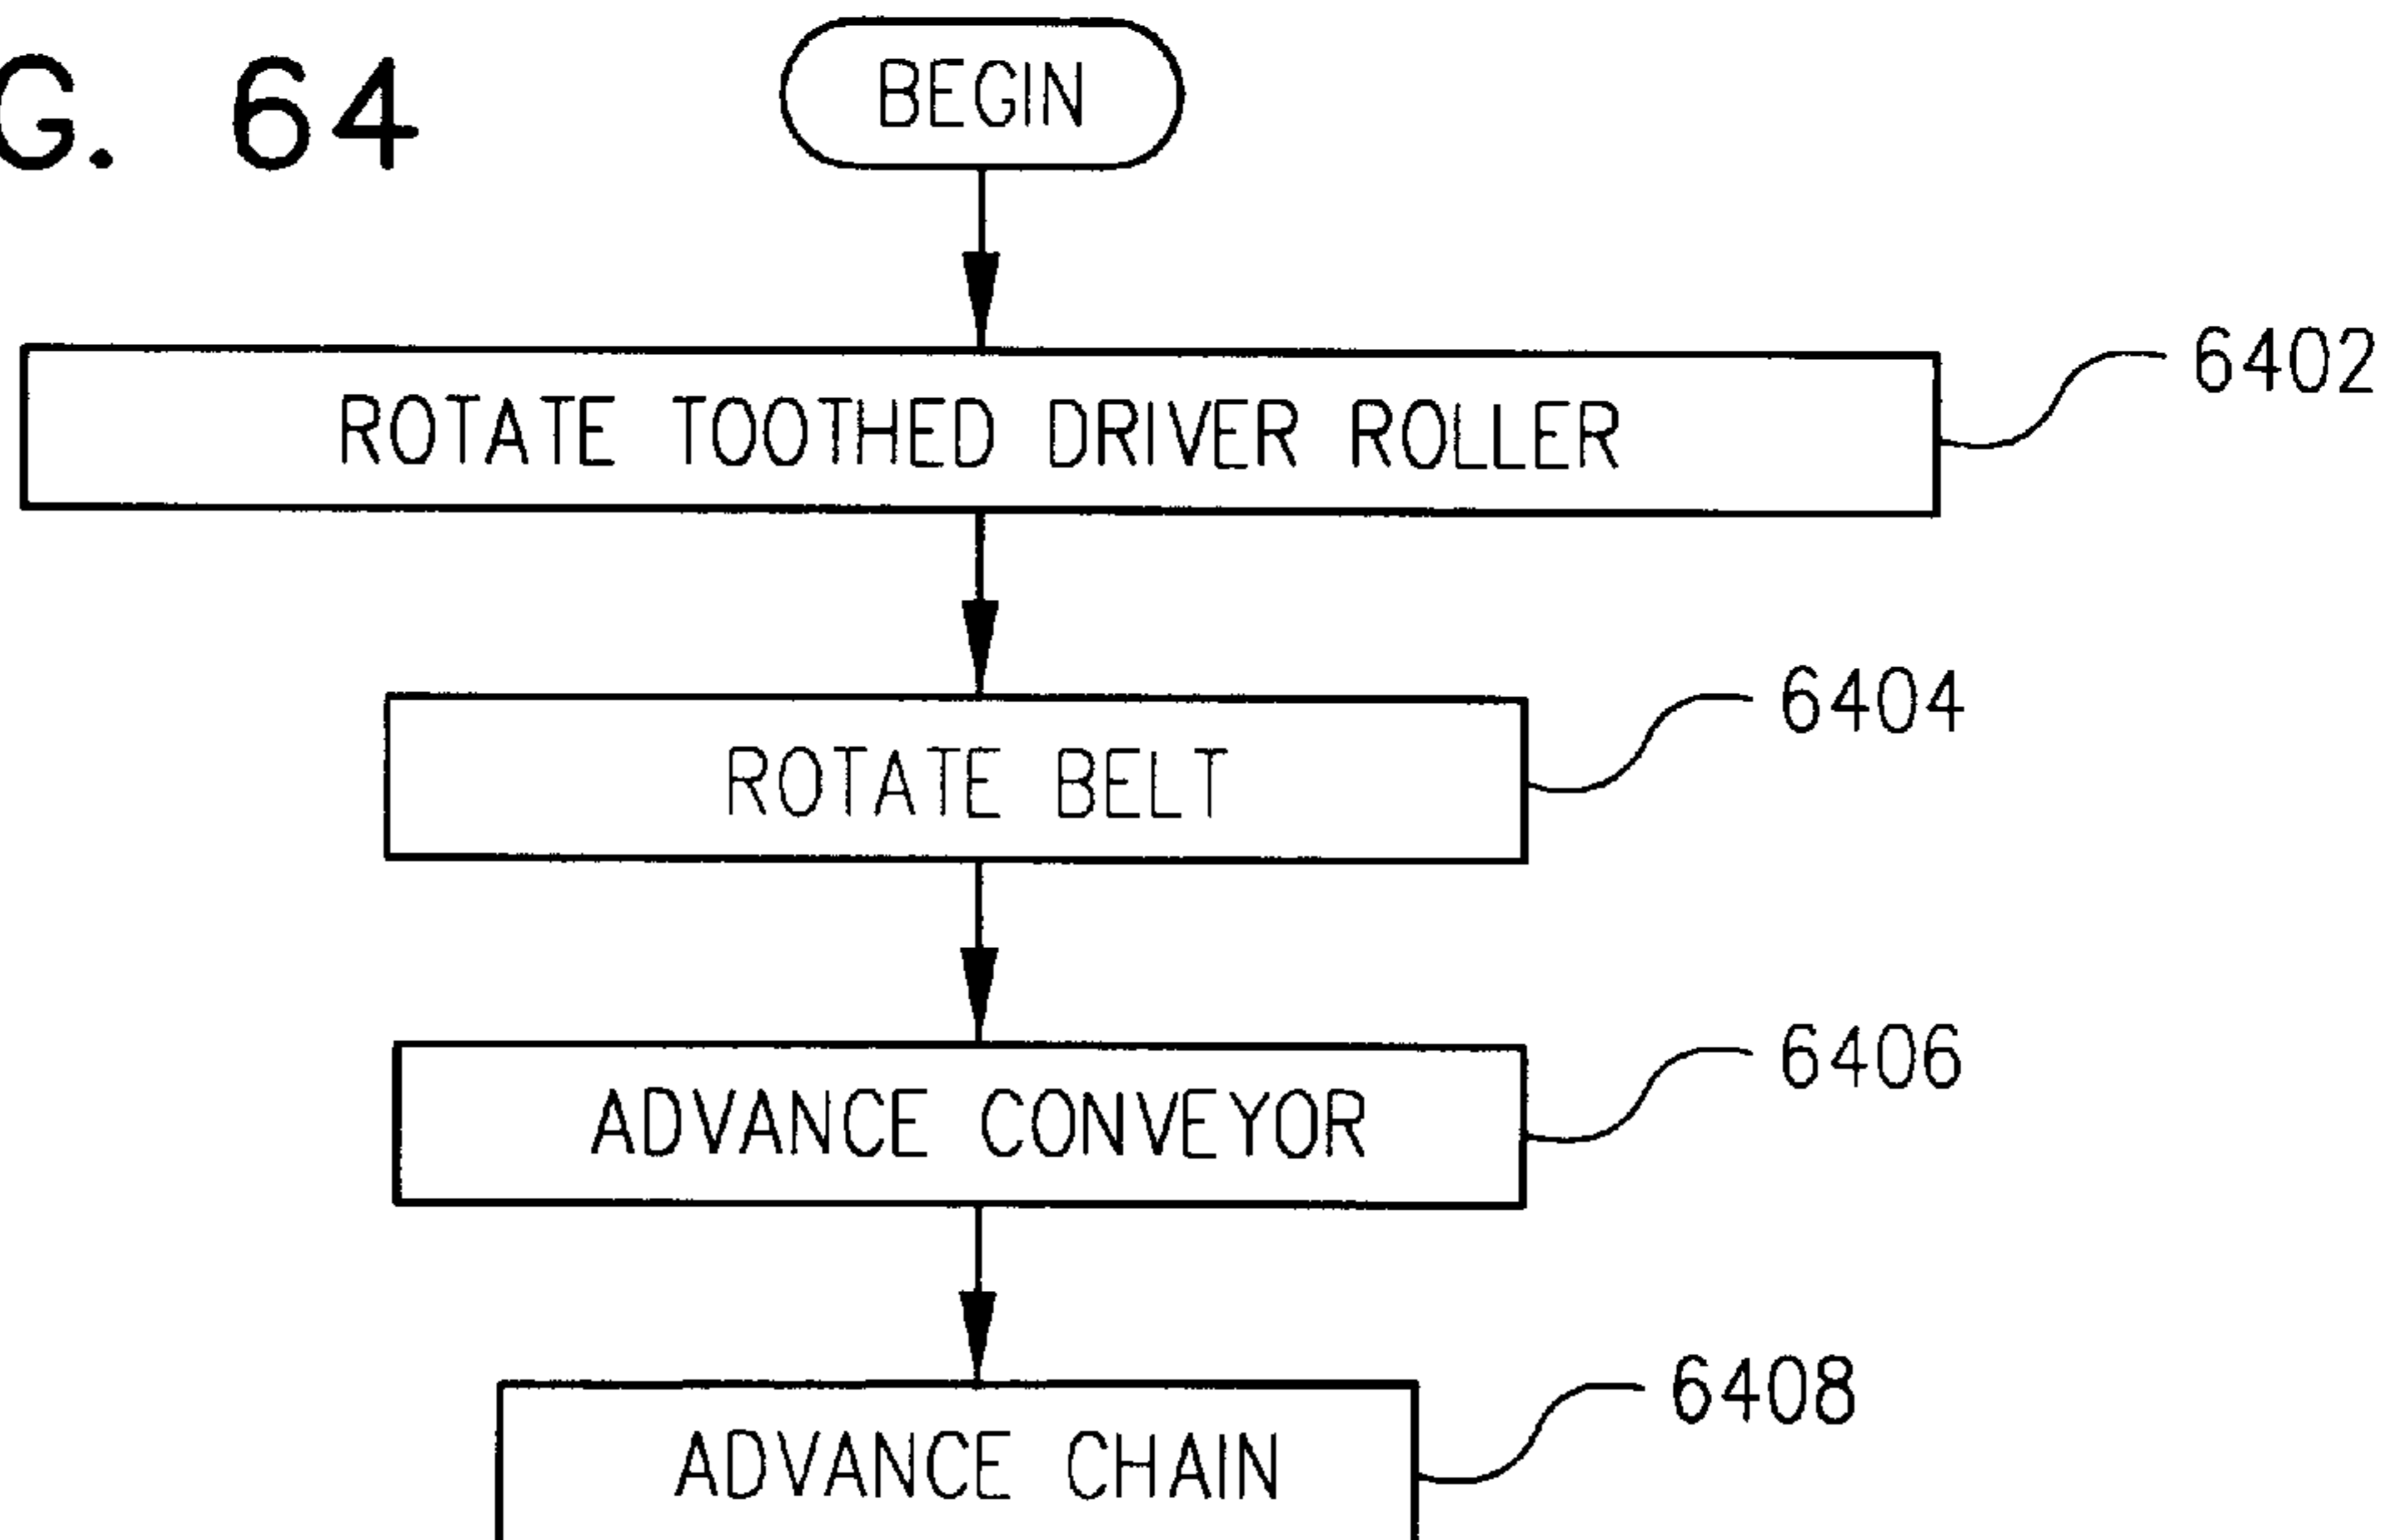 G. 64
BEGIN
ROTATE TOOTHED DRIVER ROLLER
6402
ROTATE BELT
6404
ADVANCE CONVEYOR
6406
ADVANCE CHAIN
6408